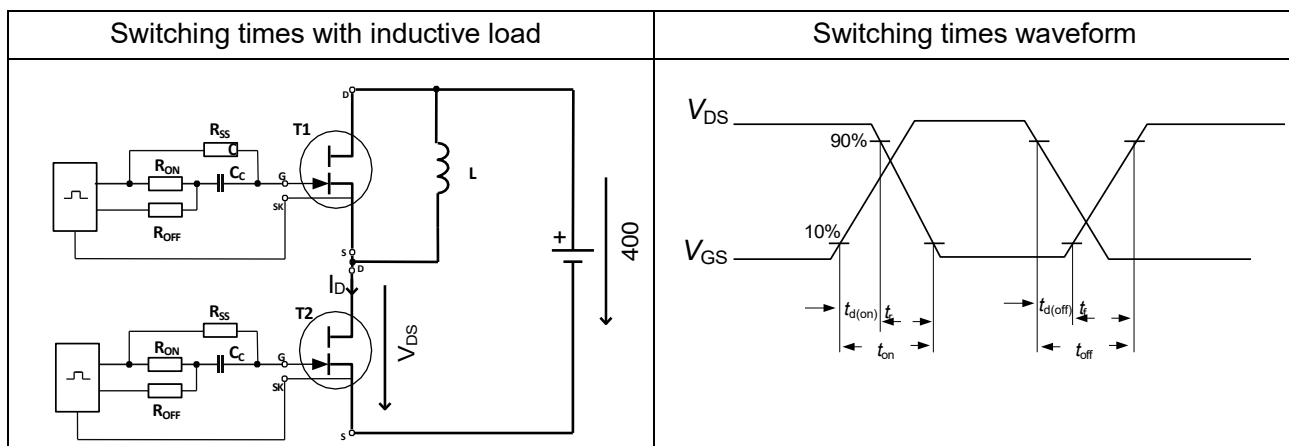 Switching times with inductive load
Switching times waveform
D
RSS
C
T1
RON
CC
G
SK
ROFF
L
S
D
ID
+
400
RSS
T2
RON
CC
G
SK
ROFF
VDS
S
VDS
90%
10%
VGS
td(on)
tr
ton
td(off)
tf
toff